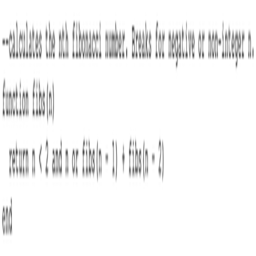 --calculates the nth fibonacci number. Breaks for negative or non-integer n.
function fibs(n)
return n < 2 and n or fibs(n - 1) + fibs(n - 2)
end